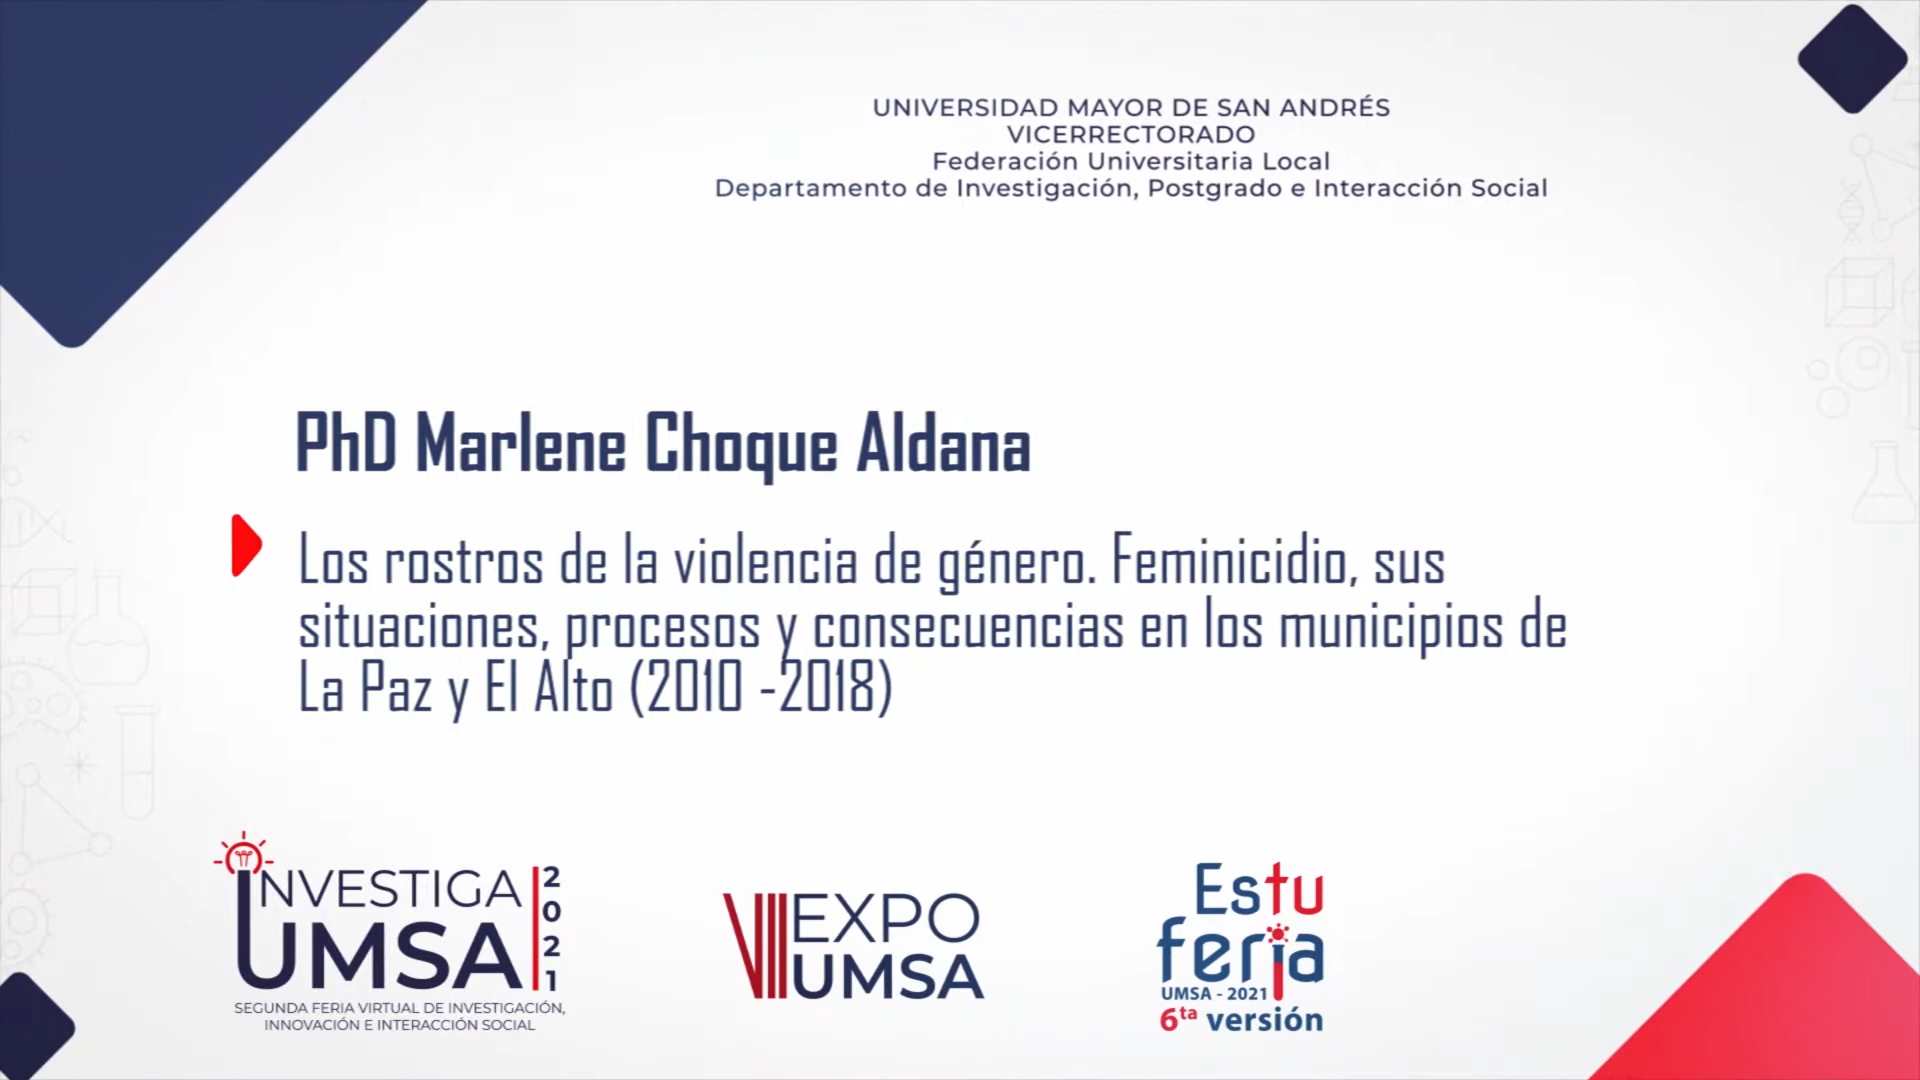 UNIVERSIDAD MAYOR DE SAN ANDRÉS
VICERRECTORADO
Federación Universitaria Local
Departamento de Investigación, Postgrado e Interacción Social
PhD Marlene Choque Aldana
Los rostros de la violencia de género. Feminicidio, sus
situaciones, procesos y consecuencias en los municipios de
La Paz y El Alto (2010 -2018)
INVESTIGA
UMSA
2021
SEGUNDA FERIA VIRTUAL DE INVESTIGACIÓN,
INNOVACIÓN E INTERACCIÓN SOCIAL
VIII EXPO
UMSA
Estu
feria
UMSA - 2021
6ta versión